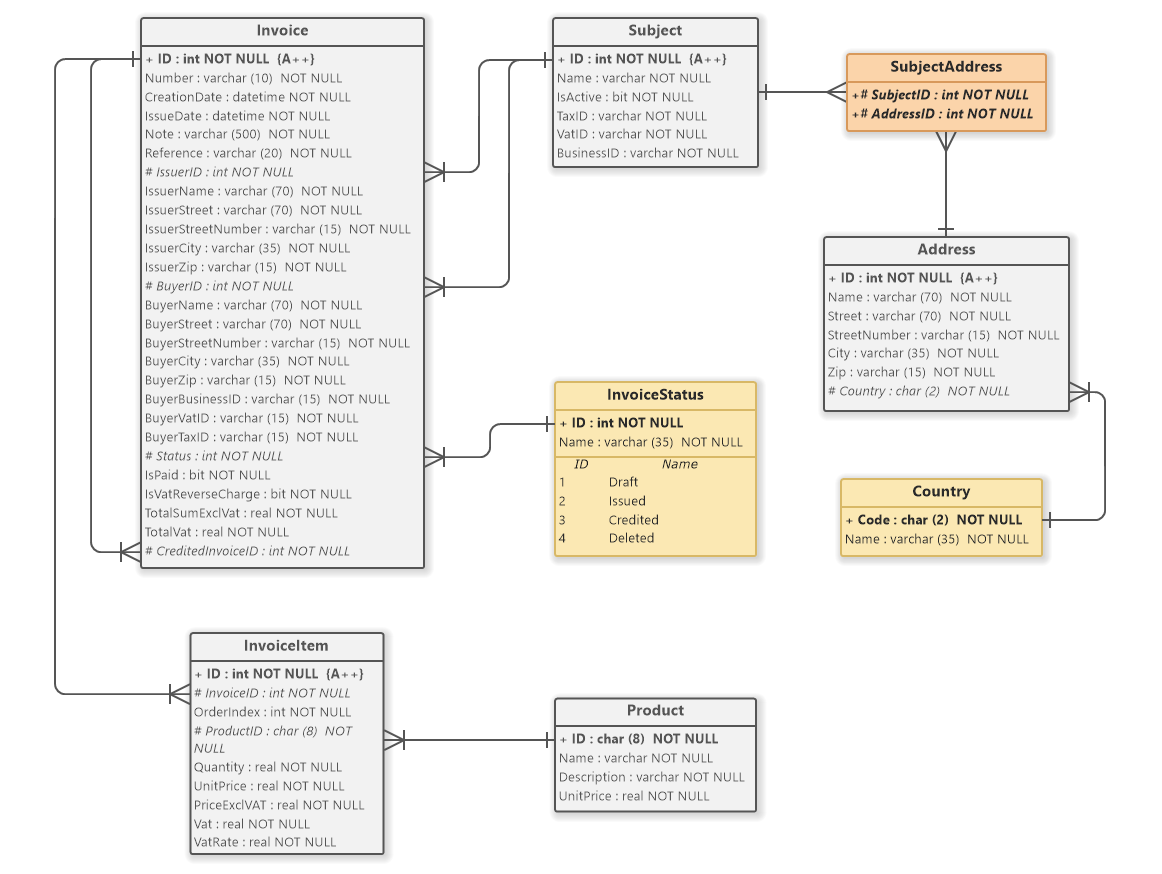 Invoice
+ ID : int NOT NULL  {A++}
Number : varchar (10)  NOT NULL
CreationDate : datetime NOT NULL
IssueDate : datetime NOT NULL
Note : varchar (500)  NOT NULL
Reference : varchar (20)  NOT NULL
# IssuerID : int NOT NULL
IssuerName : varchar (70)  NOT NULL
IssuerStreet : varchar (70)  NOT NULL
IssuerStreetNumber : varchar (15)  NOT NULL
IssuerCity : varchar (35)  NOT NULL
IssuerZip : varchar (15)  NOT NULL
# BuyerID : int NOT NULL
BuyerName : varchar (70)  NOT NULL
BuyerStreet : varchar (70)  NOT NULL
BuyerStreetNumber : varchar (15)  NOT NULL
BuyerCity : varchar (35)  NOT NULL
BuyerZip : varchar (15)  NOT NULL
BuyerBusinessID : varchar (15)  NOT NULL
BuyerVatID : varchar (15)  NOT NULL
BuyerTaxID : varchar (15)  NOT NULL
# Status : int NOT NULL
IsPaid : bit NOT NULL
IsVatReverseCharge : bit NOT NULL
TotalSumExclVat : real NOT NULL
TotalVat : real NOT NULL
# CreditedInvoiceID : int NOT NULL
Subject
+ ID : int NOT NULL  {A++}
Name : varchar NOT NULL
IsActive : bit NOT NULL
TaxID : varchar NOT NULL
VatID : varchar NOT NULL
BusinessID : varchar NOT NULL
SubjectAddress
+# SubjectID : int NOT NULL
+# AddressID : int NOT NULL
Address
+ ID : int NOT NULL  {A++}
Name : varchar (70)  NOT NULL
Street : varchar (70)  NOT NULL
StreetNumber : varchar (15)  NOT NULL
City : varchar (35)  NOT NULL
Zip : varchar (15)  NOT NULL
# Country : char (2)  NOT NULL
InvoiceStatus
+ ID : int NOT NULL
Name : varchar (35)  NOT NULL
ID Name
1 Draft
2 Issued
3 Credited
4 Deleted
Country
+ Code : char (2)  NOT NULL
Name : varchar (35)  NOT NULL
InvoiceItem
+ ID : int NOT NULL  {A++}
# InvoiceID : int NOT NULL
OrderIndex : int NOT NULL
# ProductID : char (8)  NOT
NULL
Quantity : real NOT NULL
UnitPrice : real NOT NULL
PriceExclVAT : real NOT NULL
Vat : real NOT NULL
VatRate : real NOT NULL
Product
+ ID : char (8)  NOT NULL
Name : varchar NOT NULL
Description : varchar NOT NULL
UnitPrice : real NOT NULL